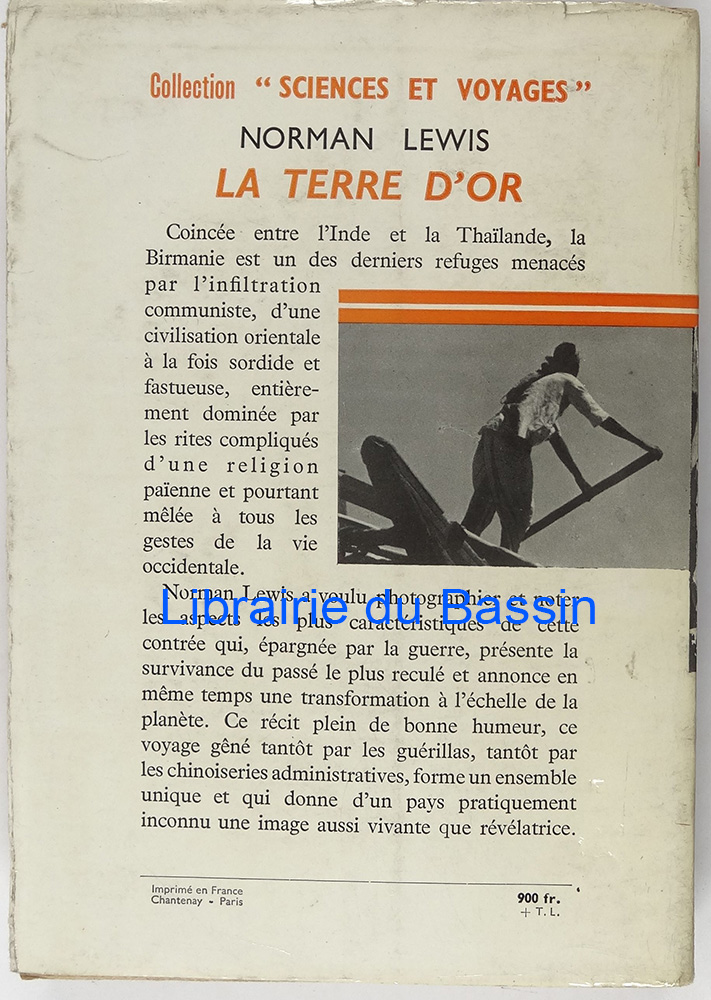 Collection " SCIENCES ET VOYAGES "
NORMAN LEWIS
LA TERRE D'OR
Coincée entre l'Inde et la Thaïlande, la
Birmanie est un des derniers refuges menacés
par l'infiltration
communiste, d'une
civilisation orientale
à la fois sordide et
fastueuse, entière-
ment dominée par
les rites compliqués
d'une religion
païenne et pourtant
mêlée à tous les
gestes de la vie
occidentale.
Norman Lewis a voulu photographier et noter
Librairie du Bassin
les aspects les plus caractéristiques de cette
contrée qui, épargnée par la guerre, présente la
survivance du passé le plus reculé et annonce en
même temps une transformation à l'échelle de la
planète. Ce récit plein de bonne humeur, ce
voyage gêné tantôt par les guérillas, tantôt par
les chinoiseries administratives, forme un ensemble
unique et qui donne d'un pays pratiquement
inconnu une image aussi vivante que révélatrice.
Imprimé en France
Chantenay - Paris
900 fr.
+ T. L.